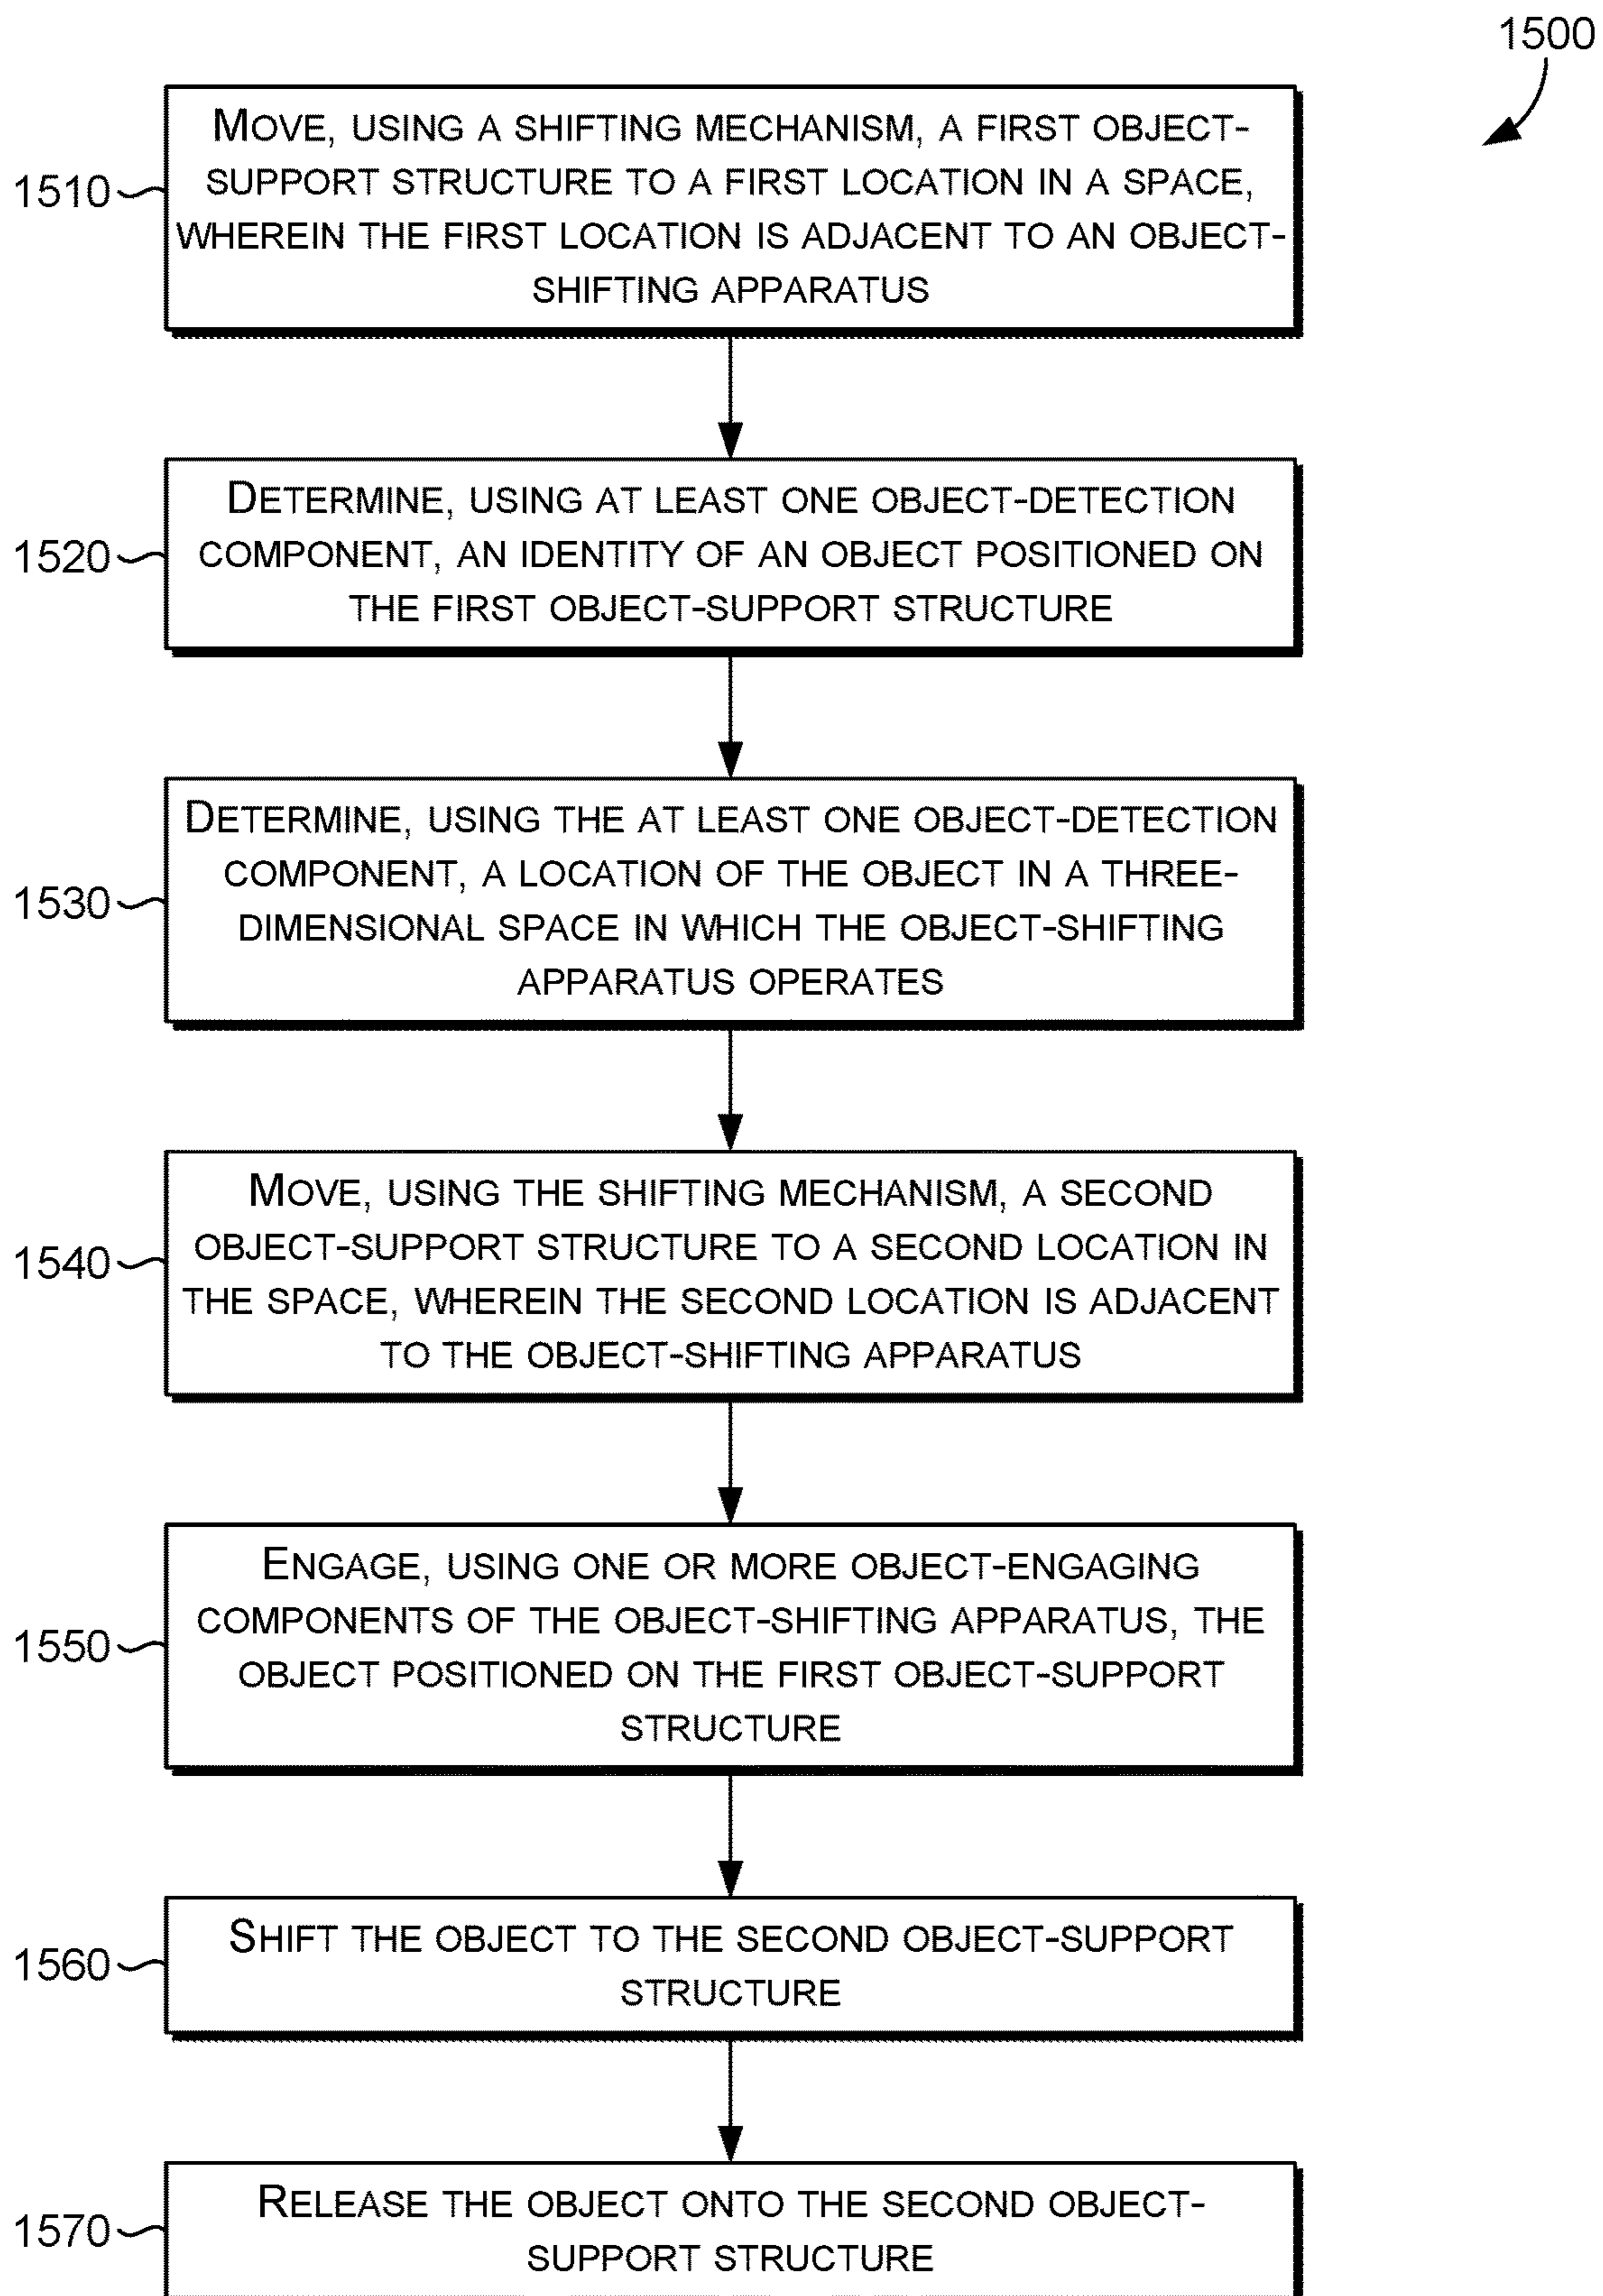 1500
MOVE, USING A SHIFTING MECHANISM, A FIRST OBJECT-
SUPPORT STRUCTURE TO A FIRST LOCATION IN A SPACE,
1510
WHEREIN THE FIRST LOCATION IS ADJACENT TO AN OBJECT-
SHIFTING APPARATUS
DETERMINE, USING AT LEAST ONE OBJECT-DETECTION
1520
COMPONENT, AN IDENTITY OF AN OBJECT POSITIONED ON
THE FIRST OBJECT-SUPPORT STRUCTURE
DETERMINE, USING THE AT LEAST ONE OBJECT-DETECTION
COMPONENT, A LOCATION OF THE OBJECT IN A THREE-
1530
DIMENSIONAL SPACE IN WHICH THE OBJECT-SHIFTING
APPARATUS OPERATES
MOVE, USING THE SHIFTING MECHANISM, A SECOND
OBJECT-SUPPORT STRUCTURE TO A SECOND LOCATION IN
1540
THE SPACE, WHEREIN THE SECOND LOCATION IS ADJACENT
TO THE OBJECT-SHIFTING APPARATUS
ENGAGE, USING ONE OR MORE OBJECT-ENGAGING
COMPONENTS OF THE OBJECT-SHIFTING APPARATUS, THE
1550
OBJECT POSITIONED ON THE FIRST OBJECT-SUPPORT
STRUCTURE
SHIFT THE OBJECT TO THE SECOND OBJECT-SUPPORT
1560
STRUCTURE
RELEASE THE OBJECT ONTO THE SECOND OBJECT-
1570
SUPPORT STRUCTURE